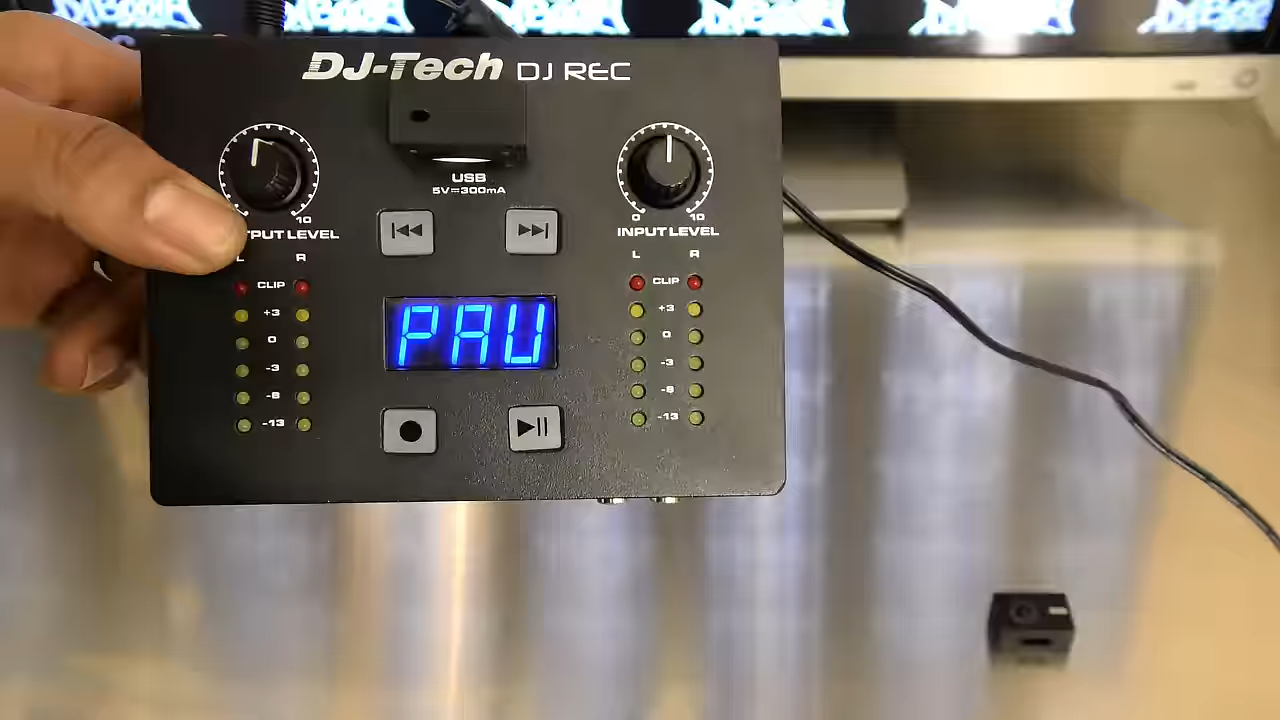 DJ-Tech DJ REC
USB
5V=300mA
10
TPUT LEVEL
0 10
INPUT LEVEL
L R
L R
CLIP
+3
0
-3
-8
-13
CLIP
+3
0
-3
-8
-13
PAU